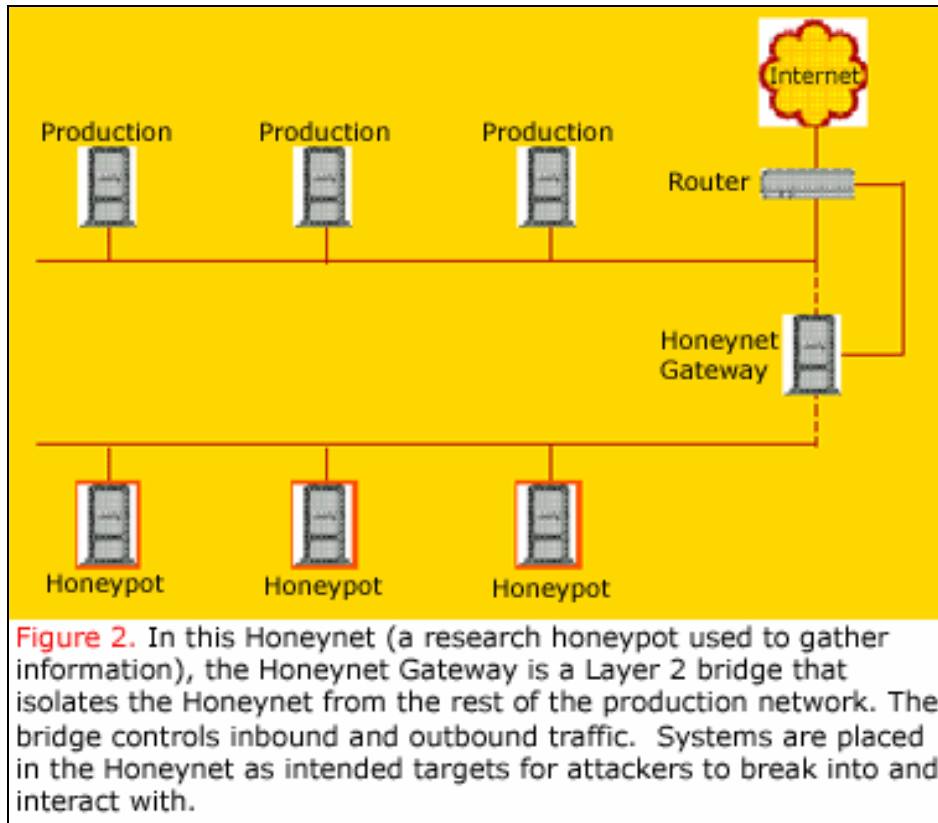 Internet
Production
Production
Production
Router
Honeynet
Gateway
Honeypot
Honeypot
Honeypot
Figure 2. In this Honeynet (a research honeypot used to gather
information), the Honeynet Gateway is a Layer 2 bridge that
isolates the Honeynet from the rest of the production network. The
bridge controls inbound and outbound traffic.  Systems are placed
in the Honeynet as intended targets for attackers to break into and
interact with.